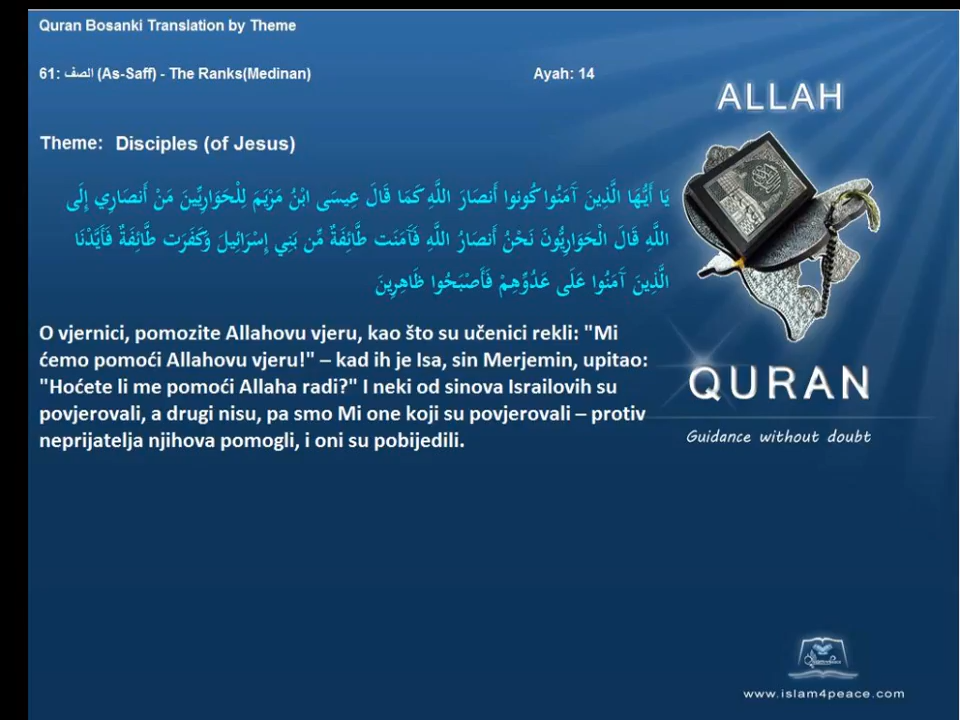 Quran Bosanki Translation by Theme
61: الصف (As-Saff) - The Ranks(Medinan) Ayah: 14
ALLAH
Theme: Disciples (of Jesus)
يَا أَيُّهَا الَّذِينَ آَمَنُوا كُونوا أَنصَارَ اللَّهِ كَمَا قَالَ عِيسَى ابْنُ مَرْيَمَ لِلْحَوَارِيِّينَ مَنْ أَنصَارِي إِلَى
اللَّهِ قَالَ الْحَوَارِيُّونَ نَحْنُ أَنصَارُ اللَّهِ فَآَمَنَت طَّائِفَةٌ مِّن بَنِي إِسْرَائِيلَ وَكَفَرَت طَّائِفَةٌ فَأَيَّدْنَا
الَّذِينَ آَمَنُوا عَلَى عَدُوِّهِمْ فَأَصْبَحُوا ظَاهِرِينَ
O vjernici, pomozite Allahovu vjeru, kao što su učenici rekli: "Mi
ćemo pomoći Allahovu vjeru!" – kad ih je Isa, sin Merjemin, upitao:
"Hoćete li me pomoći Allaha radi?" I neki od sinova Israilovih su
povjerovali, a drugi nisu, pa smo Mi one koji su povjerovali – protiv
neprijatelja njihova pomogli, i oni su pobijedili.
QURAN
Guidance without doubt
www.islam4peace.com